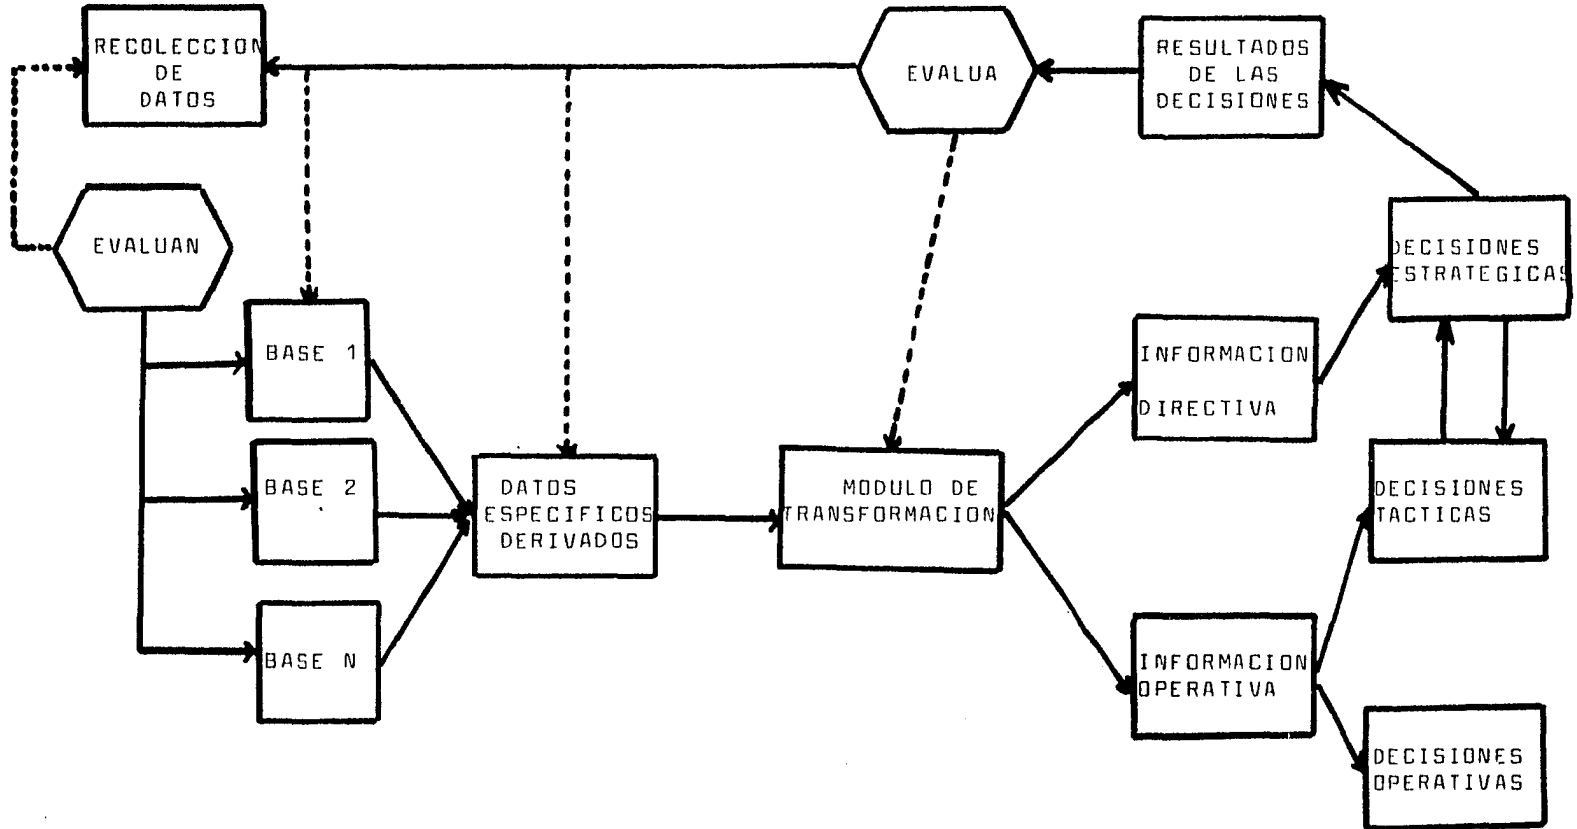 RECOLECCION
DE
DATOS
EVALUA
RESULTADOS
DE LAS
DECISIONES
EVALUAN
DECISIONES
ESTRATEGICAS
BASE 1
INFORMACION
DIRECTIVA
BASE 2
DATOS
ESPECIFICOS
DERIVADOS
MODULO DE
TRANSFORMACION
DECISIONES
TACTICAS
BASE N
INFORMACION
OPERATIVA
DECISIONES
OPERATIVAS